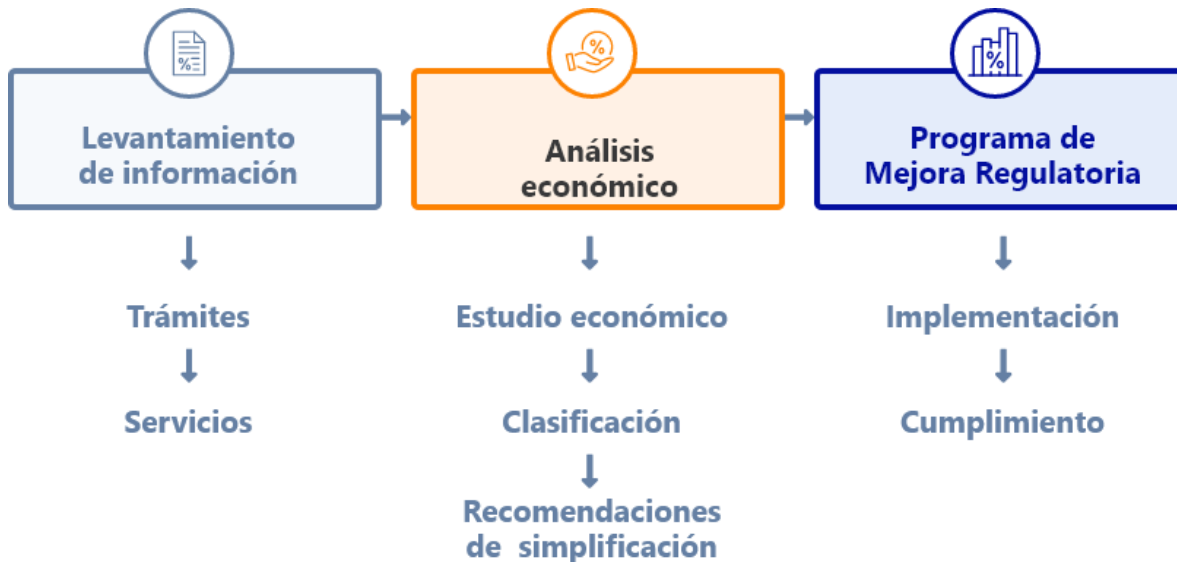 Levantamiento
de información
Trámites
Servicios
%
Análisis
económico
Estudio económico
Clasificación
Recomendaciones
de simplificación
%
Programa de
Mejora Regulatoria
Implementación
Cumplimiento
%